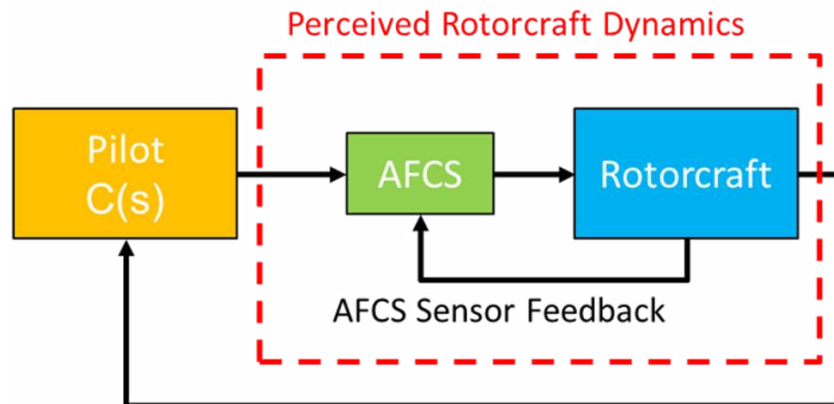 Perceived Rotorcraft Dynamics
Pilot
C(s)
AFCS
Rotorcraft
AFCS Sensor Feedback